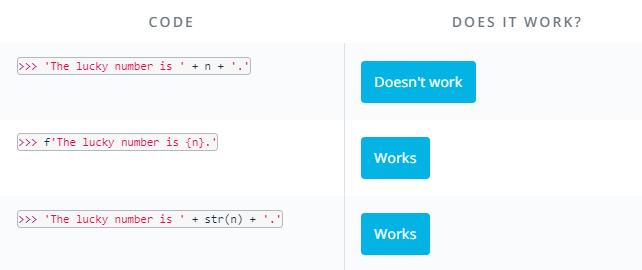 CODE DOES IT WORK?
>>> 'The lucky number is ' + n + '.' Doesn't work
>>> f'The lucky number is {n}.' Works
>>> 'The lucky number is ' + str(n) + '.' Works